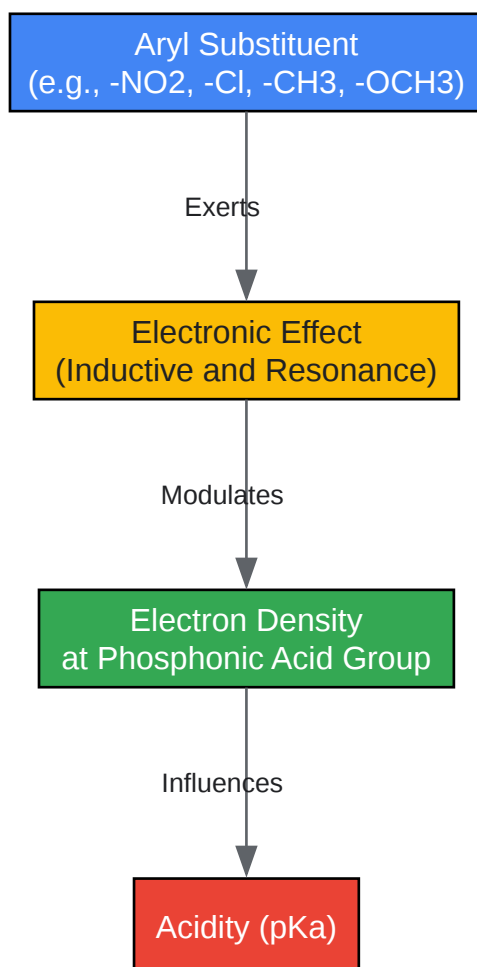 Aryl Substituent
(e.g., -NO2, -Cl, -CH3, -OCH3)
Exerts
Electronic Effect
(Inductive and Resonance)
Modulates
Electron Density
at Phosphonic Acid Group
Influences
Acidity (pKa)